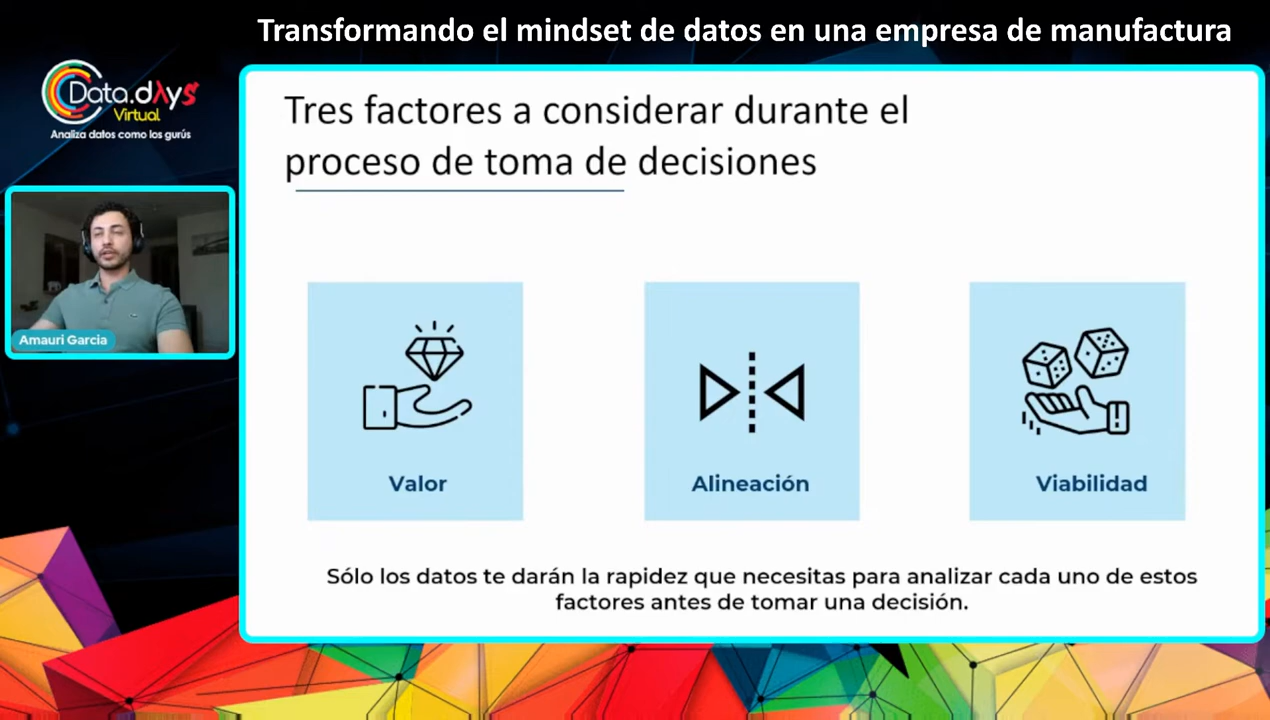 Transformando el mindset de datos en una empresa de manufactura
Data.dλys
Virtual
Analiza datos como los gurús
Amauri Garcia
Tres factores a considerar durante el
proceso de toma de decisiones
Valor
Alineación
Viabilidad
Sólo los datos te darán la rapidez que necesitas para analizar cada uno de estos
factores antes de tomar una decisión.